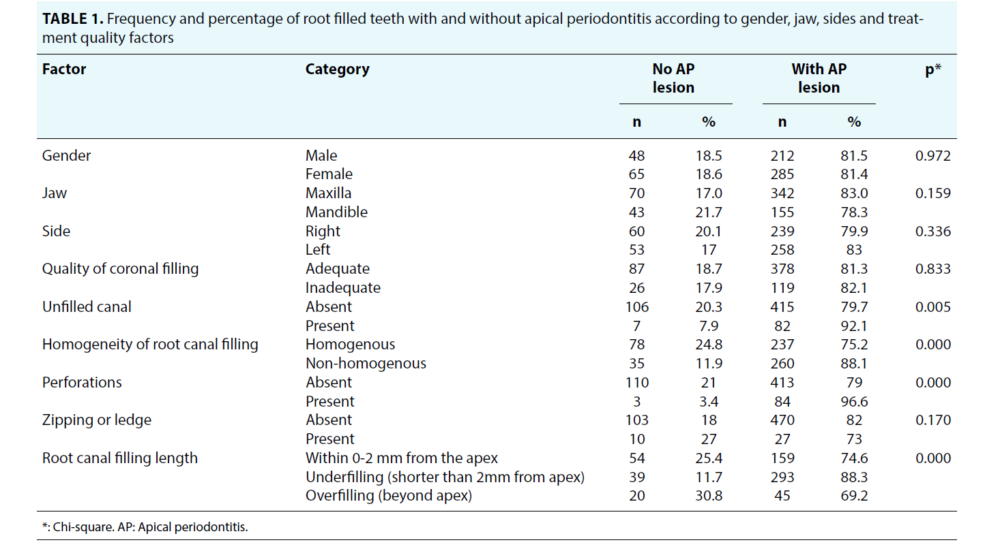 TABLE 1. Frequency and percentage of root filled teeth with and without apical periodontitis according to gender, jaw, sides and treat-
ment quality factors
Factor Category No AP With AP p*
lesion lesion
n % n %
Gender Male 48 18.5 212 81.5 0.972
Female 65 18.6 285 81.4
Jaw Maxilla 70 17.0 342 83.0 0.159
Mandible 43 21.7 155 78.3
Side Right 60 20.1 239 79.9 0.336
Left 53 17 258 83
Quality of coronal filling Adequate 87 18.7 378 81.3 0.833
Inadequate 26 17.9 119 82.1
Unfilled canal Absent 106 20.3 415 79.7 0.005
Present 7 7.9 82 92.1
Homogeneity of root canal filling Homogenous 78 24.8 237 75.2 0.000
Non-homogenous 35 11.9 260 88.1
Perforations Absent 110 21 413 79 0.000
Present 3 3.4 84 96.6
Zipping or ledge Absent 103 18 470 82 0.170
Present 10 27 27 73
Root canal filling length Within 0-2 mm from the apex 54 25.4 159 74.6 0.000
Underfilling (shorter than 2mm from apex) 39 11.7 293 88.3
Overfilling (beyond apex) 20 30.8 45 69.2
*: Chi-square. AP: Apical periodontitis.